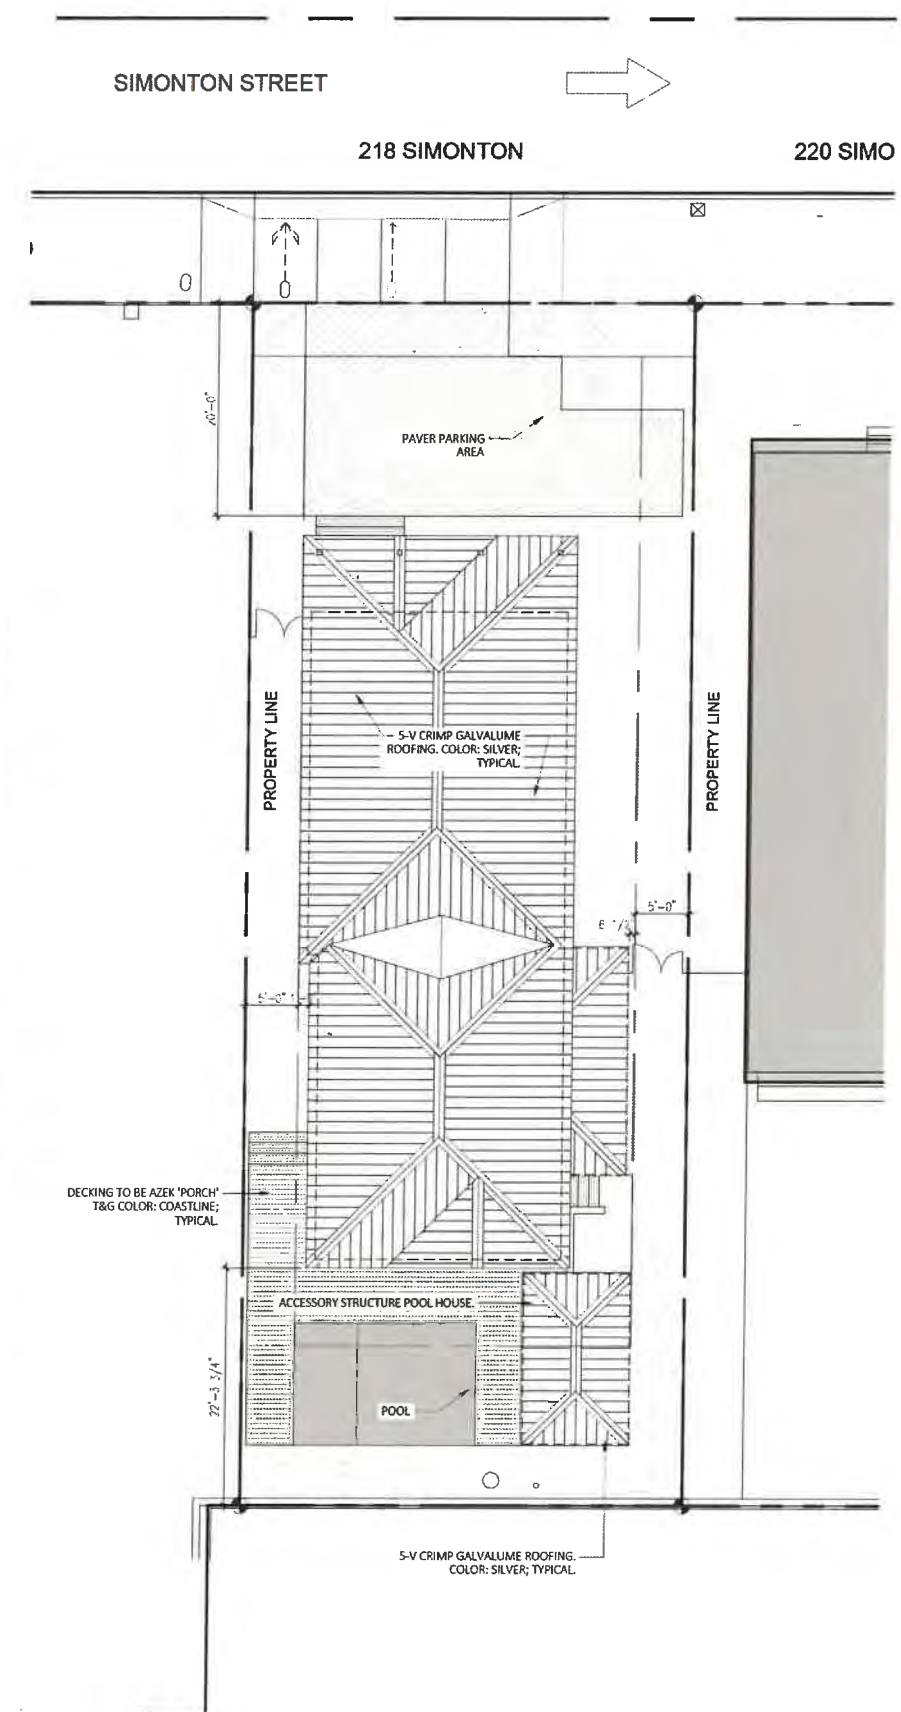 SIMONTON STREET
218 SIMONTON
220 SIMO
20'-0"
PAVER PARKING
AREA
PROPERTY LINE
PROPERTY LINE
5-V CRIMP GALVALUME
ROOFING. COLOR: SILVER;
TYPICAL.
5'-0"
DECKING TO BE AZEK 'PORCH'
T&G COLOR: COASTLINE;
TYPICAL.
ACCESSORY STRUCTURE POOL HOUSE.
22'-3 3/4"
POOL
5-V CRIMP GALVALUME ROOFING.
COLOR: SILVER; TYPICAL.